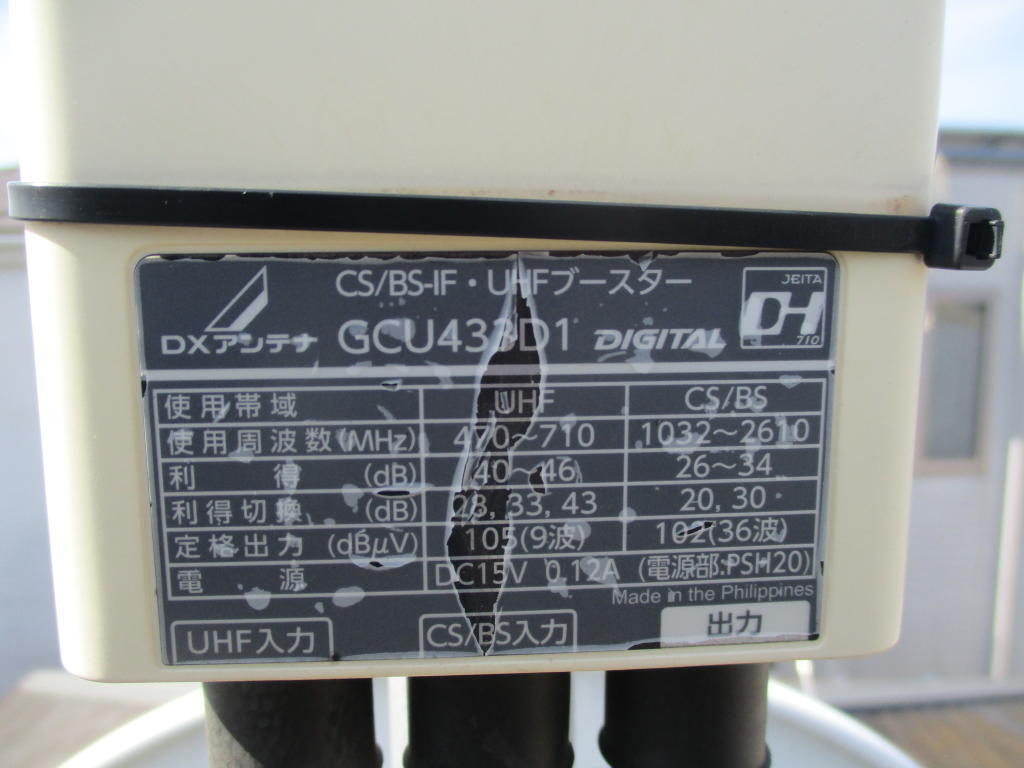 CS/BS-IF・UHFブースター
DXアンテナ GCU433D1 DIGITAL
JEITA
DH
710
使用帯域 UHF CS/BS
使用周波数(MHz) 470～710 1032～2610
利得 (dB) 40～46 26～34
利得切換 (dB) 28, 33, 43 20, 30
定格出力 (dBμV) 105(9波) 102(36波)
電源 DC15V 0.12A (電源部:PSH20)
Made in the Philippines
UHF入力 CS/BS入力 出力